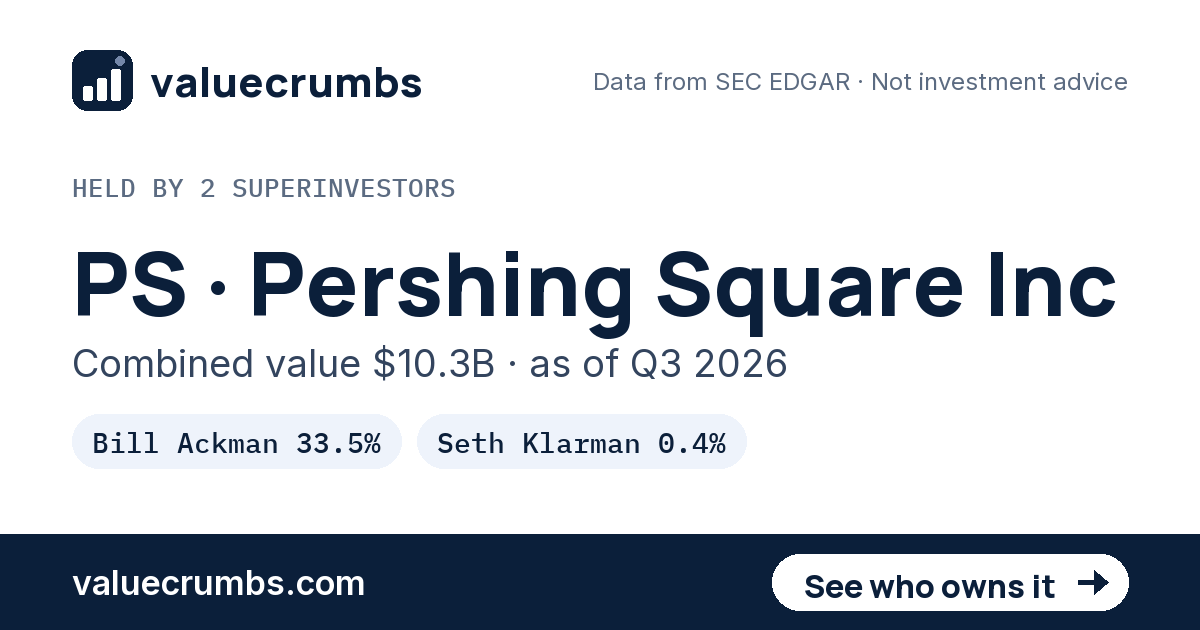 valuecrumbs
Data from SEC EDGAR · Not investment advice
HELD BY 2 SUPERINVESTORS
PS · Pershing Square Inc
Combined value $10.3B · as of Q3 2026
Bill Ackman 33.5%
Seth Klarman 0.4%
valuecrumbs.com
See who owns it →